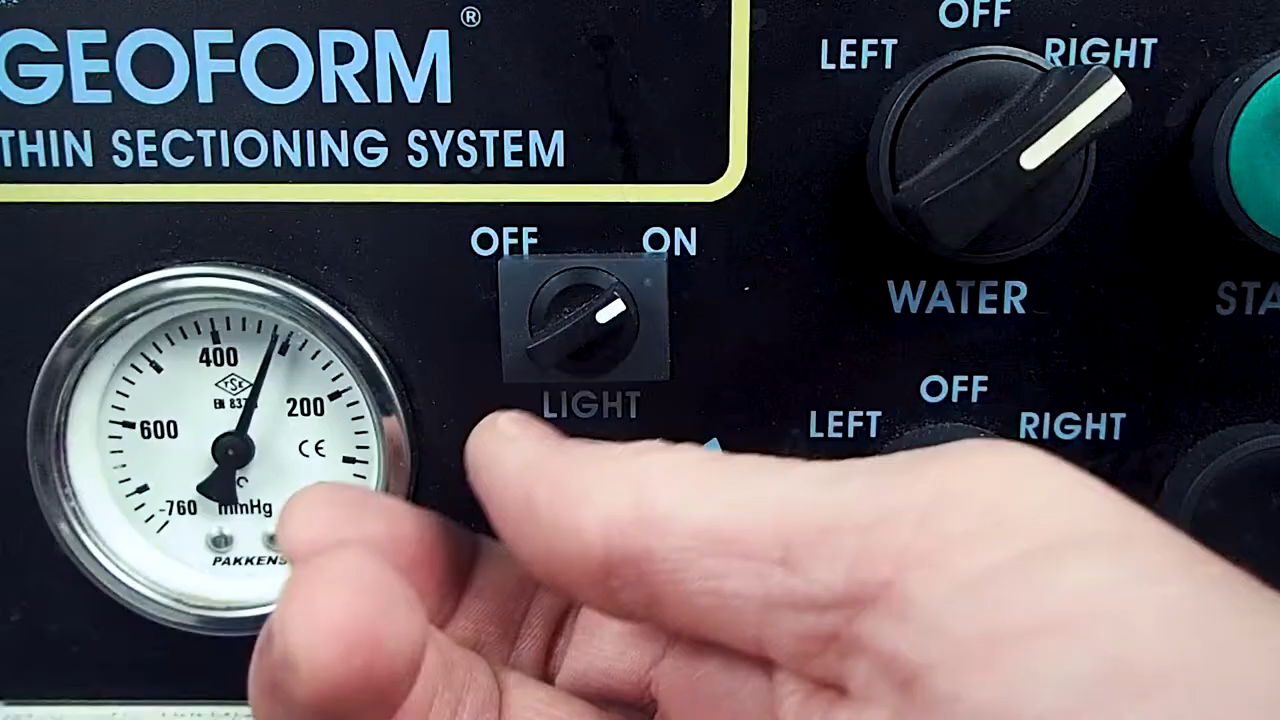 GEOFORM®
THIN SECTIONING SYSTEM
OFF
LEFT RIGHT
WATER
OFF ON
LIGHT
OFF
LEFT RIGHT
400
200
600
-760
TSE
CE
mmHg